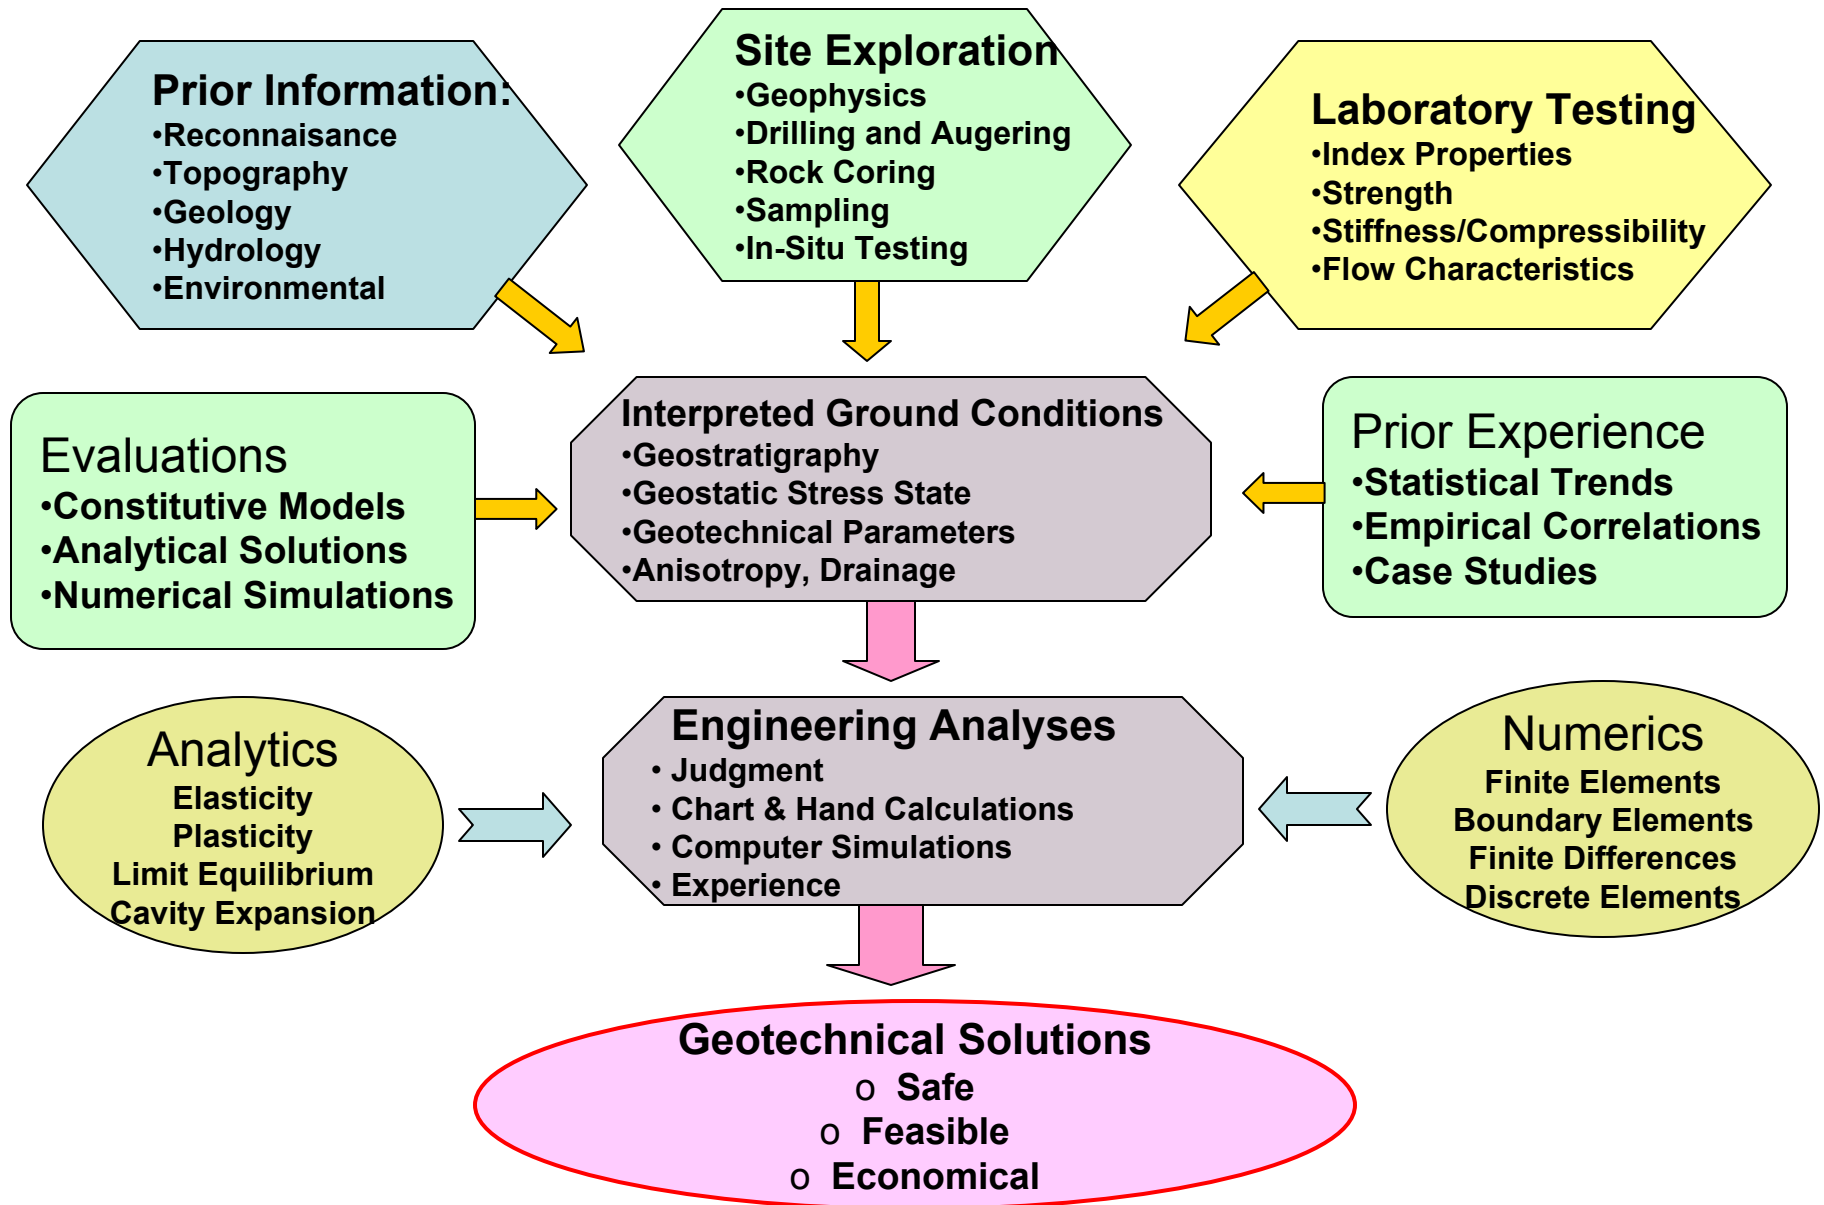 Prior Information:
•Reconnaisance
•Topography
•Geology
•Hydrology
•Environmental
Site Exploration
•Geophysics
•Drilling and Augering
•Rock Coring
•Sampling
•In-Situ Testing
Laboratory Testing
•Index Properties
•Strength
•Stiffness/Compressibility
•Flow Characteristics
Evaluations
•Constitutive Models
•Analytical Solutions
•Numerical Simulations
Interpreted Ground Conditions
•Geostratigraphy
•Geostatic Stress State
•Geotechnical Parameters
•Anisotropy, Drainage
Prior Experience
•Statistical Trends
•Empirical Correlations
•Case Studies
Analytics
Elasticity
Plasticity
Limit Equilibrium
Cavity Expansion
Engineering Analyses
• Judgment
• Chart & Hand Calculations
• Computer Simulations
• Experience
Numerics
Finite Elements
Boundary Elements
Finite Differences
Discrete Elements
Geotechnical Solutions
o Safe
o Feasible
o Economical